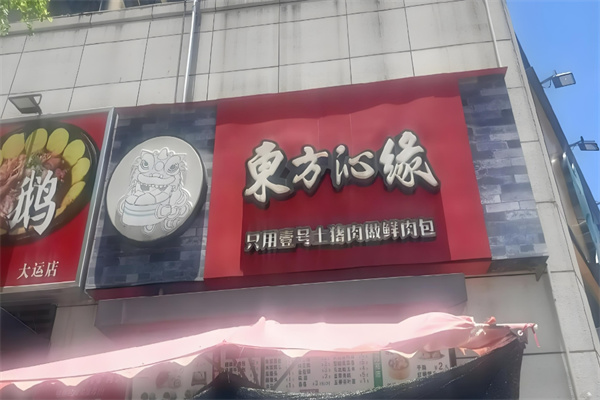 鹅
大运店
東方沁缘
只用壹号土猪肉做鲜肉包